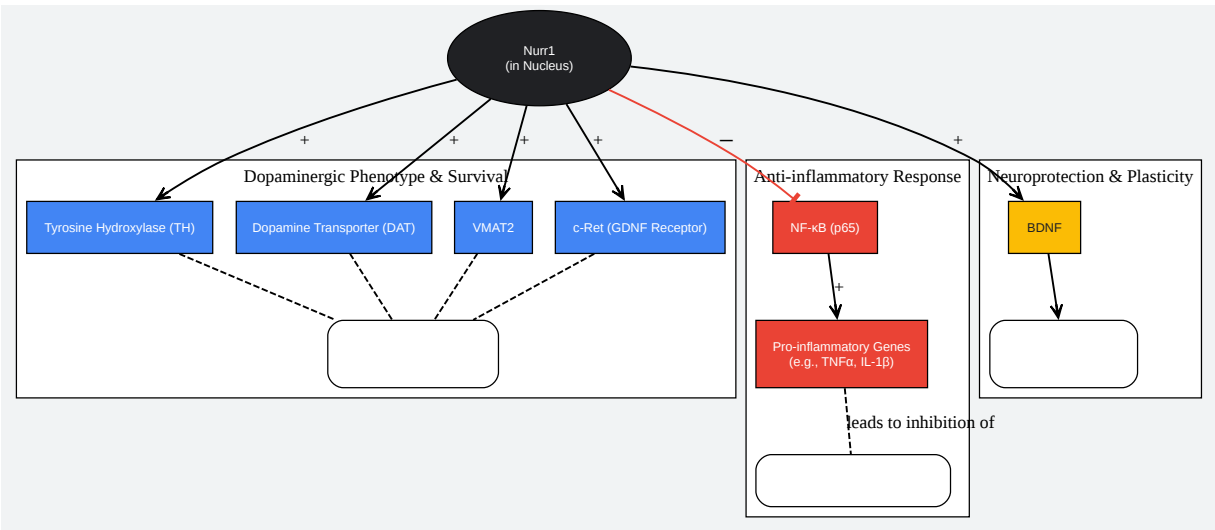 Nurr1
(in Nucleus)
+
+
+
+
–
+
Dopaminergic Phenotype & Survival
Anti-inflammatory Response
Neuroprotection & Plasticity
Tyrosine Hydroxylase (TH)
Dopamine Transporter (DAT)
VMAT2
c-Ret (GDNF Receptor)
NF-κB (p65)
BDNF
+
Pro-inflammatory Genes
(e.g., TNFα, IL-1β)
leads to inhibition of